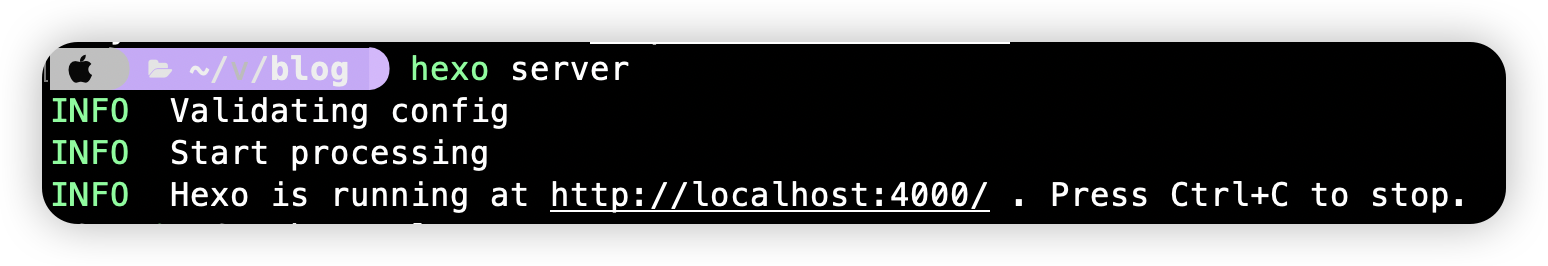 ~/v/blog hexo server
INFO  Validating config
INFO  Start processing
INFO  Hexo is running at http://localhost:4000/ . Press Ctrl+C to stop.